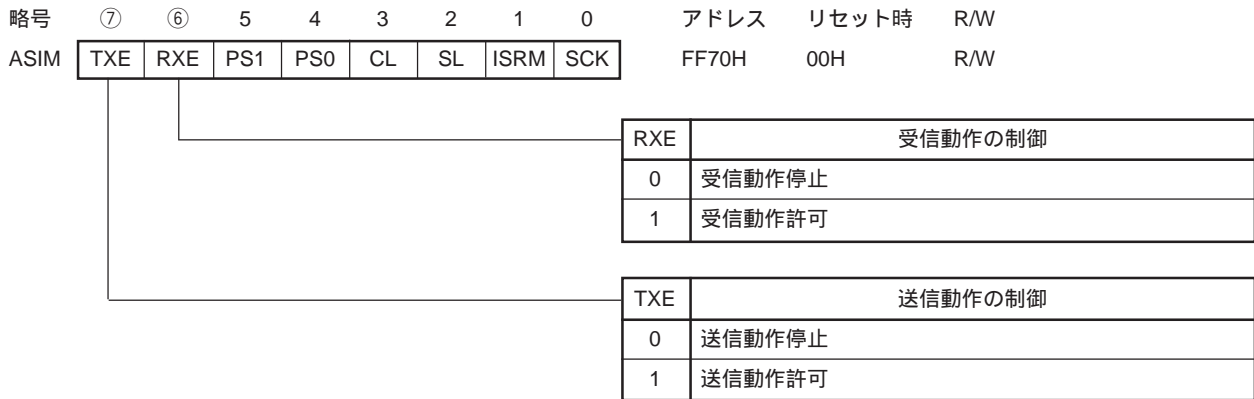 略号 ⑦ ⑥ 5 4 3 2 1 0 アドレス リセット時 R/W
ASIM TXE RXE PS1 PS0 CL SL ISRM SCK FF70H 00H R/W
RXE 受信動作の制御
0 受信動作停止
1 受信動作許可
TXE 送信動作の制御
0 送信動作停止
1 送信動作許可